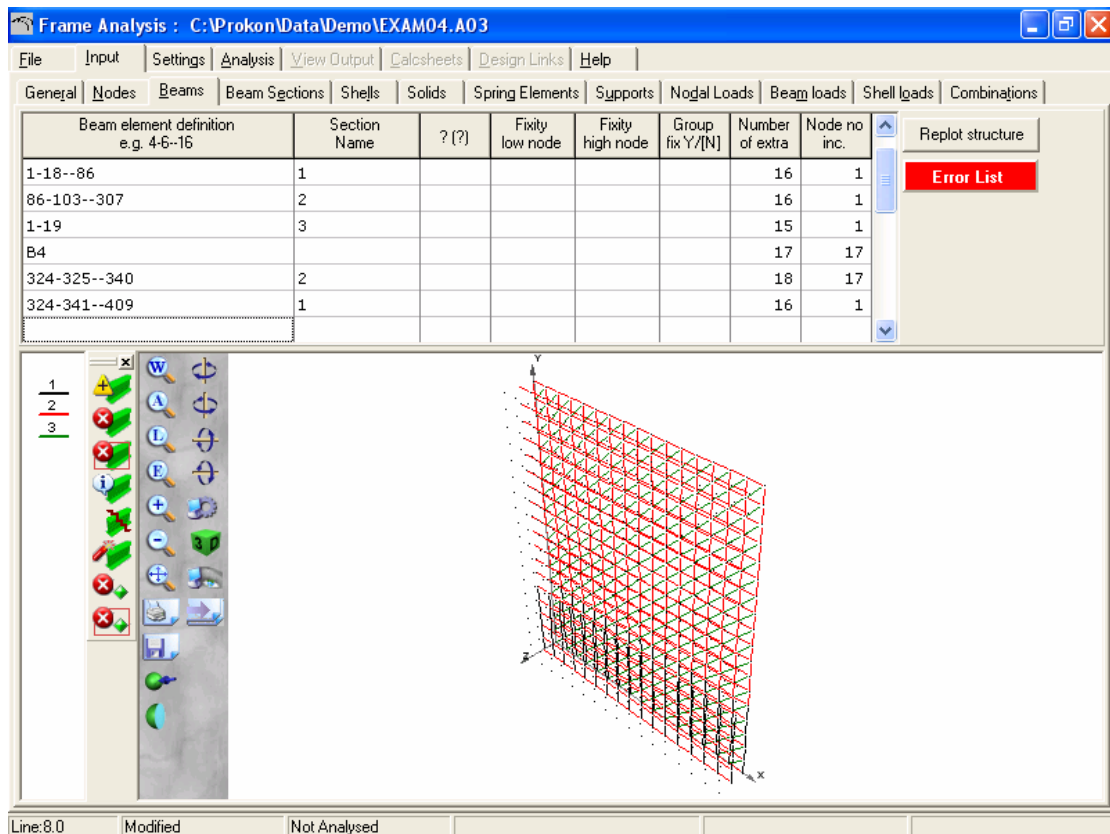 Frame Analysis : C:\Prokon\Data\Demo\EXAM04.A03
File Input Settings Analysis View Output Calcsheets Design Links Help
General Nodes Beams Beam Sections Shells Solids Spring Elements Supports Nodal Loads Beam loads Shell loads Combinations
Beam element definition e.g. 4-6--16 Section Name ? (?) Fixity low node Fixity high node Group fix Y/[N] Number of extra Node no inc.
Replot structure
1-18--86 1 16 1
Error List
86-103--307 2 16 1
1-19 3 15 1
B4 17 17
324-325--340 2 18 17
324-341--409 1 16 1
1
2
3
W
A
L
E
3 D
Y
Z
X
Line:8.0 Modified Not Analysed